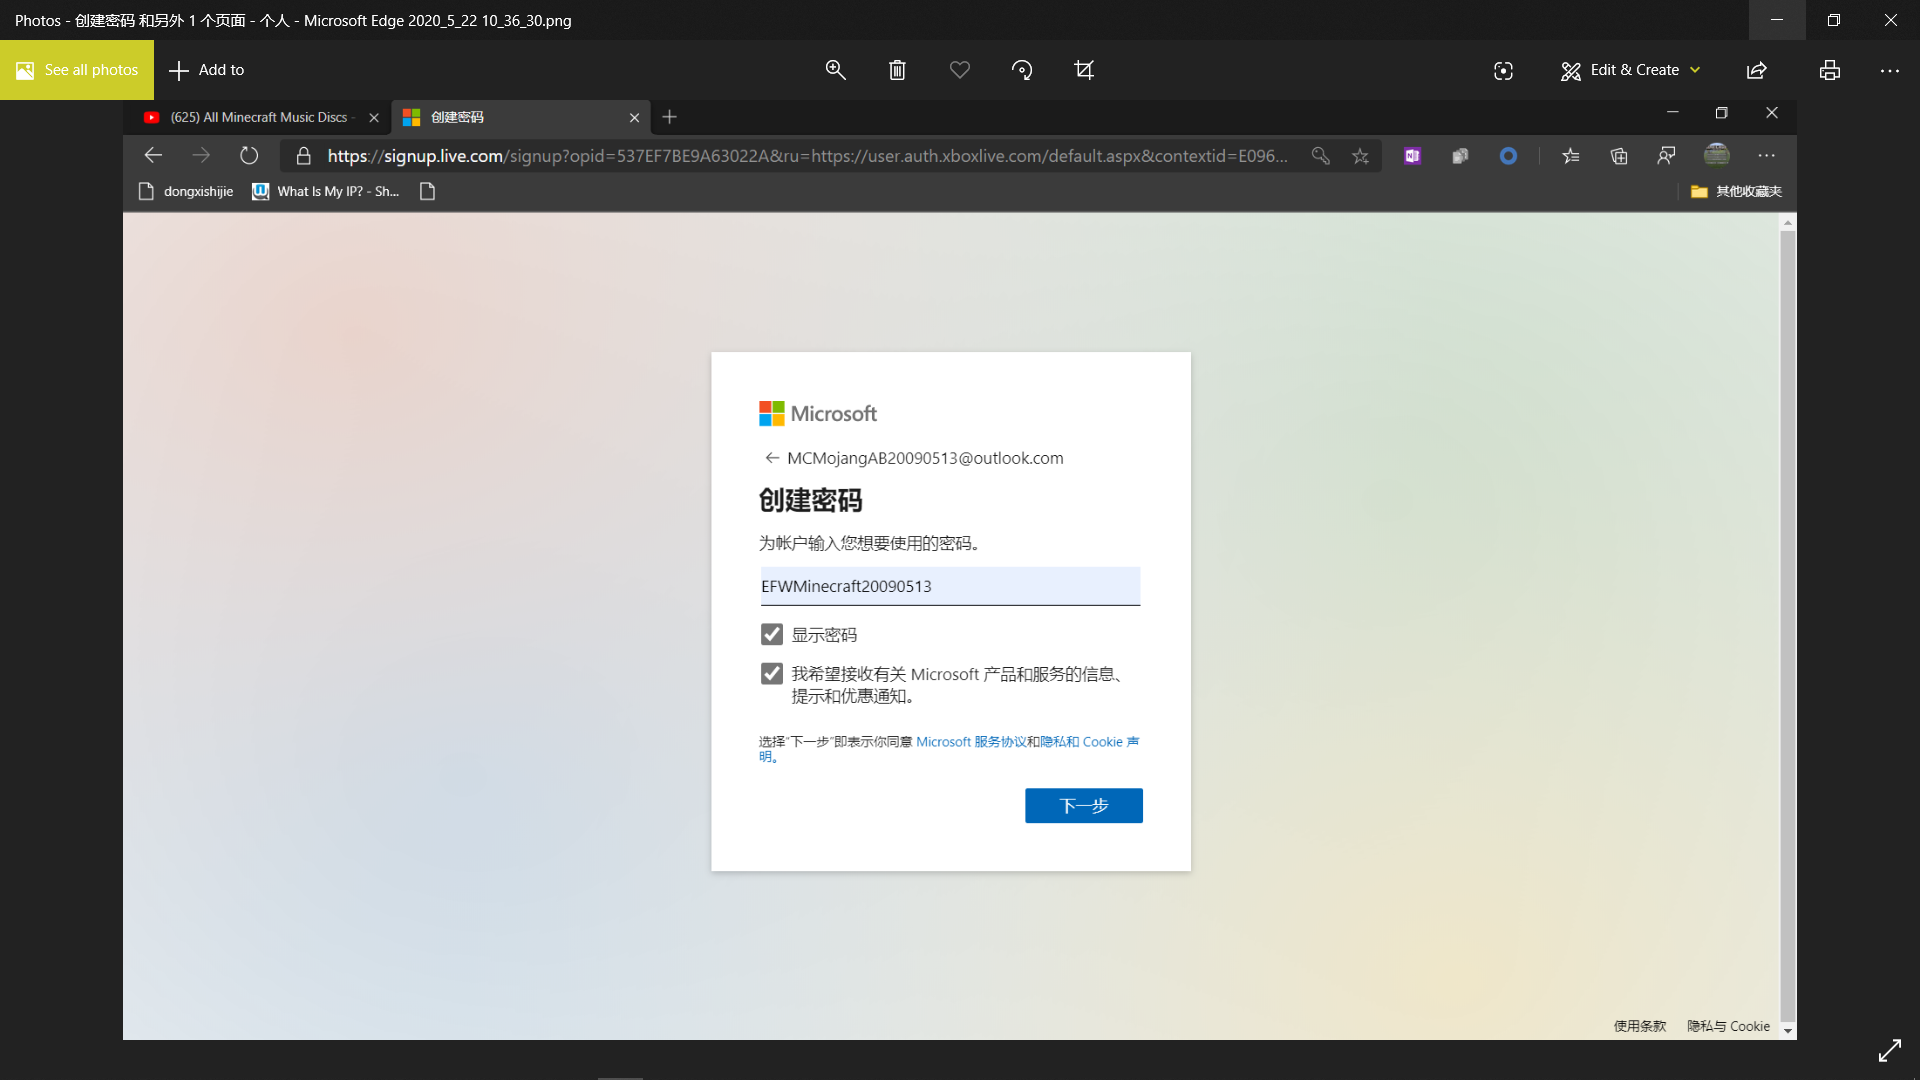 Photos - 创建密码 和另外 1 个页面 - 个人 - Microsoft Edge 2020_5_22 10_36_30.png
See all photos
Add to
Edit & Create
(625) All Minecraft Music Discs -
创建密码
https://signup.live.com/signup?opid=537EF7BE9A63022A&ru=https://user.auth.xboxlive.com/default.aspx&contextid=E096...
dongxishijie
What Is My IP? - Sh...
其他收藏夹
Microsoft
MCMojangAB20090513@outlook.com
创建密码
为帐户输入您想要使用的密码。
EFWMinecraft20090513
显示密码
我希望接收有关 Microsoft 产品和服务的信息、
提示和优惠通知。
选择“下一步”即表示你同意 Microsoft 服务协议和隐私和 Cookie 声
明。
下一步
使用条款
隐私与 Cookie